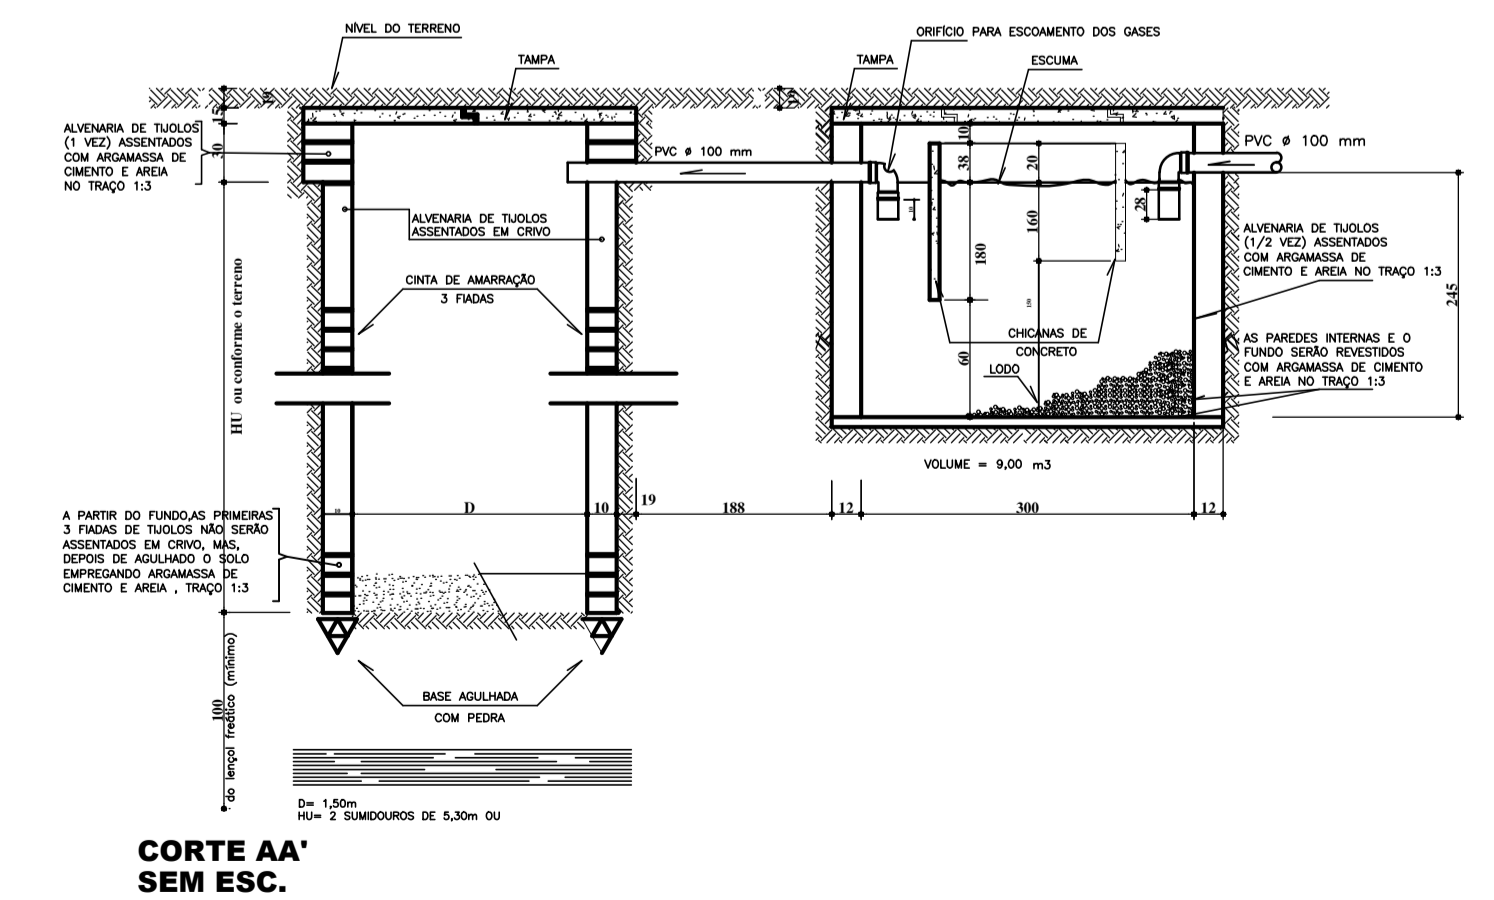 NÍVEL DO TERRENO
TAMPA
ORIFÍCIO PARA ESCOAMENTO DOS GASES
TAMPA
ESCUMA
19
15
30
ALVENARIA DE TIJOLOS
(1 VEZ) ASSENTADOS
COM ARGAMASSA DE
CIMENTO E AREIA
NO TRAÇO 1:3
PVC ø 100 mm
19
10
38
20
PVC ø 100 mm
ALVENARIA DE TIJOLOS
ASSENTADOS EM CRIVO
CINTA DE AMARRAÇÃO
3 FIADAS
HU ou conforme o terreno
10
28
160
180
150
60
CHICANAS DE
CONCRETO
LODO
ALVENARIA DE TIJOLOS
(1/2 VEZ) ASSENTADOS
COM ARGAMASSA DE
CIMENTO E AREIA NO TRAÇO 1:3
245
AS PAREDES INTERNAS E O
FUNDO SERÃO REVESTIDOS
COM ARGAMASSA DE CIMENTO
E AREIA NO TRAÇO 1:3
VOLUME = 9,00 m3
10
D
10
19
188
12
300
12
A PARTIR DO FUNDO,AS PRIMEIRAS
3 FIADAS DE TIJOLOS NÃO SERÃO
ASSENTADOS EM CRIVO, MAS,
DEPOIS DE AGULHADO O SOLO
EMPREGANDO ARGAMASSA DE
CIMENTO E AREIA , TRAÇO 1:3
100
do lençol freático (mínimo)
BASE AGULHADA
COM PEDRA
D= 1,50m
HU= 2 SUMIDOUROS DE 5,30m OU
CORTE AA'
SEM ESC.